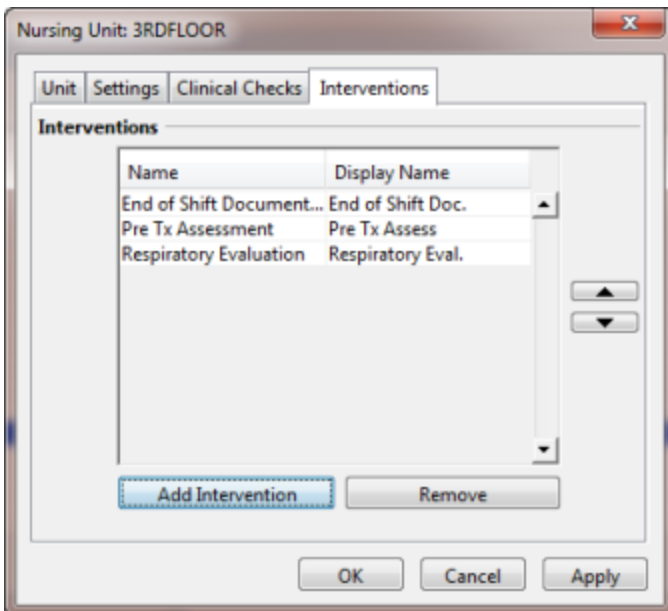 Nursing Unit: 3RDFLOOR
Unit Settings Clinical Checks Interventions
Interventions
Name Display Name
End of Shift Document... End of Shift Doc.
Pre Tx Assessment Pre Tx Assess
Respiratory Evaluation Respiratory Eval.
Add Intervention Remove
OK Cancel Apply